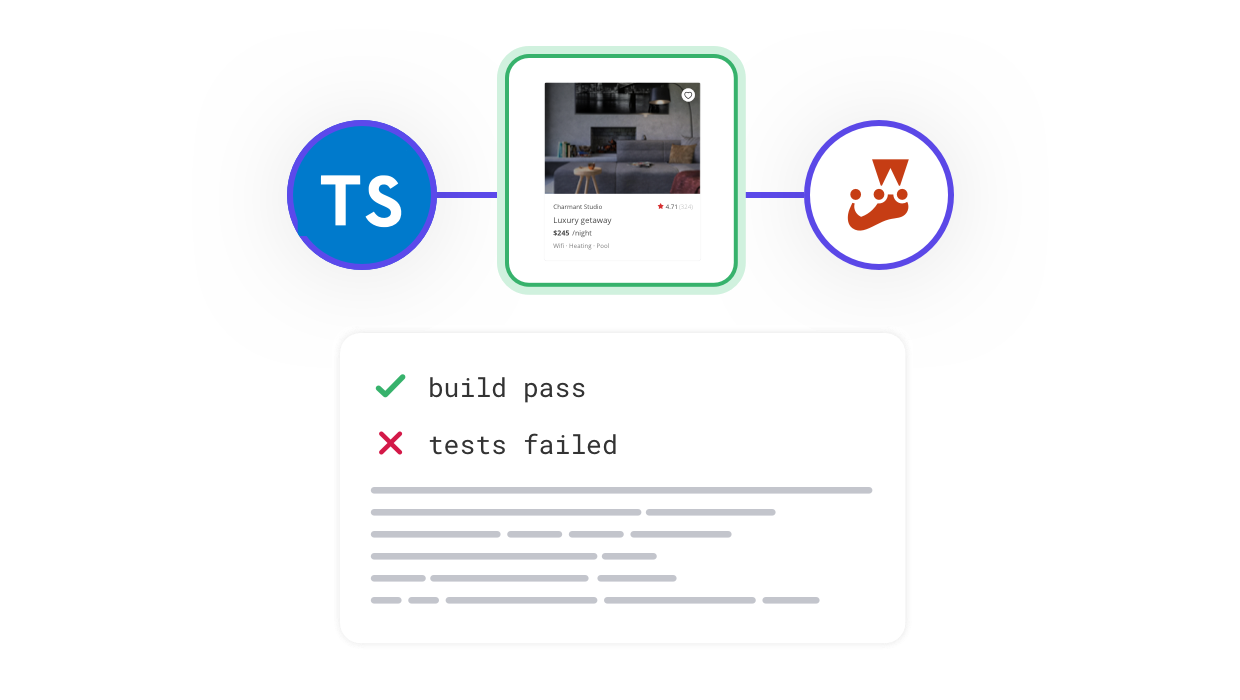 TS
Charmant Studio 4.71 (324)
Luxury getaway
$245 /night
Wifi · Heating · Pool
build pass
tests failed